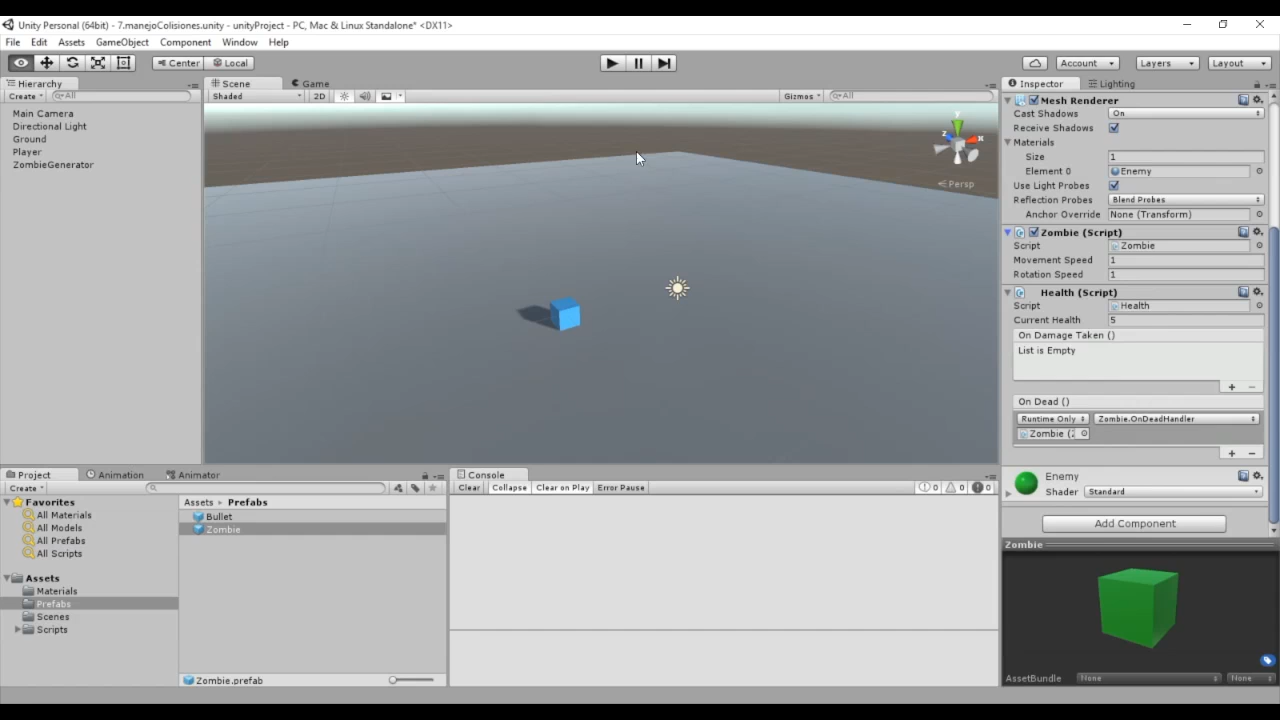 Unity Personal (64bit) - 7.manejoColisiones.unity - unityProject - PC, Mac & Linux Standalone* <DX11>
File Edit Assets GameObject Component Window Help
Center Local Account Layers Layout
Hierarchy
Create All
Main Camera
Directional Light
Ground
Player
ZombieGenerator
Scene Game
Shaded 2D Gizmos All
y
x
z
Persp
Inspector Lighting
Mesh Renderer
Cast Shadows On
Receive Shadows
Materials
Size 1
Element 0 Enemy
Use Light Probes
Reflection Probes Blend Probes
Anchor Override None (Transform)
Zombie (Script)
Script Zombie
Movement Speed 1
Rotation Speed 1
Health (Script)
Script Health
Current Health 5
On Damage Taken ()
List is Empty
On Dead ()
Runtime Only Zombie.OnDeadHandler
Zombie (
Enemy
Shader Standard
Add Component
Zombie
AssetBundle None None
Project Animation Animator
Create
Favorites
All Materials
All Models
All Prefabs
All Scripts
Assets
Materials
Prefabs
Scenes
Scripts
Assets Prefabs
Bullet
Zombie
Zombie.prefab
Console
Clear Collapse Clear on Play Error Pause 0 0 0